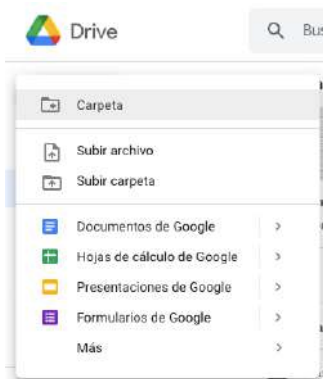 Drive
Bus
Carpeta
Subir archivo
Subir carpeta
Documentos de Google
Hojas de cálculo de Google
Presentaciones de Google
Formularios de Google
Más